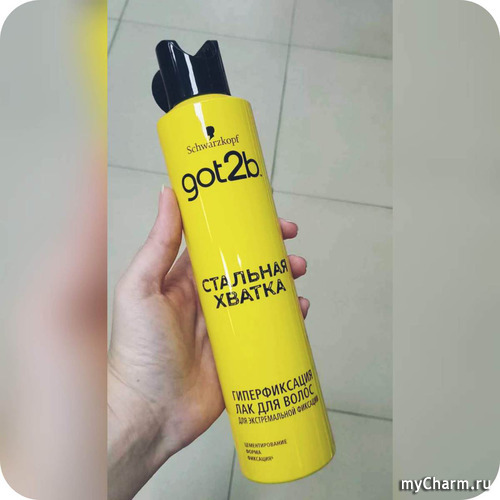 Schwarzkopf
got2b.
СТАЛЬНАЯ
ХВАТКА
ГИПЕРФИКСАЦИЯ
ЛАК ДЛЯ ВОЛОС
ДЛЯ ЭКСТРЕМАЛЬНОЙ ФИКСАЦИИ
ЦЕМЕНТИРОВАНИЕ
ФОРМА
ФИКСАЦИЯ
myCharm.ru